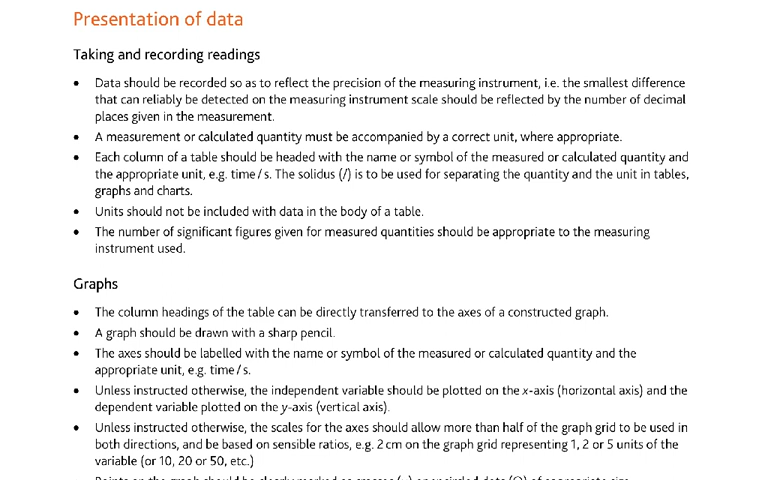 Presentation of data
Taking and recording readings
• Data should be recorded so as to reflect the precision of the measuring instrument, i.e. the smallest difference
that can reliably be detected on the measuring instrument scale should be reflected by the number of decimal
places given in the measurement.
• A measurement or calculated quantity must be accompanied by a correct unit, where appropriate.
• Each column of a table should be headed with the name or symbol of the measured or calculated quantity and
the appropriate unit, e.g. time / s. The solidus (/) is to be used for separating the quantity and the unit in tables,
graphs and charts.
• Units should not be included with data in the body of a table.
• The number of significant figures given for measured quantities should be appropriate to the measuring
instrument used.
Graphs
• The column headings of the table can be directly transferred to the axes of a constructed graph.
• A graph should be drawn with a sharp pencil.
• The axes should be labelled with the name or symbol of the measured or calculated quantity and the
appropriate unit, e.g. time / s.
• Unless instructed otherwise, the independent variable should be plotted on the x-axis (horizontal axis) and the
dependent variable plotted on the y-axis (vertical axis).
• Unless instructed otherwise, the scales for the axes should allow more than half of the graph grid to be used in
both directions, and be based on sensible ratios, e.g. 2 cm on the graph grid representing 1, 2 or 5 units of the
variable (or 10, 20 or 50, etc.)